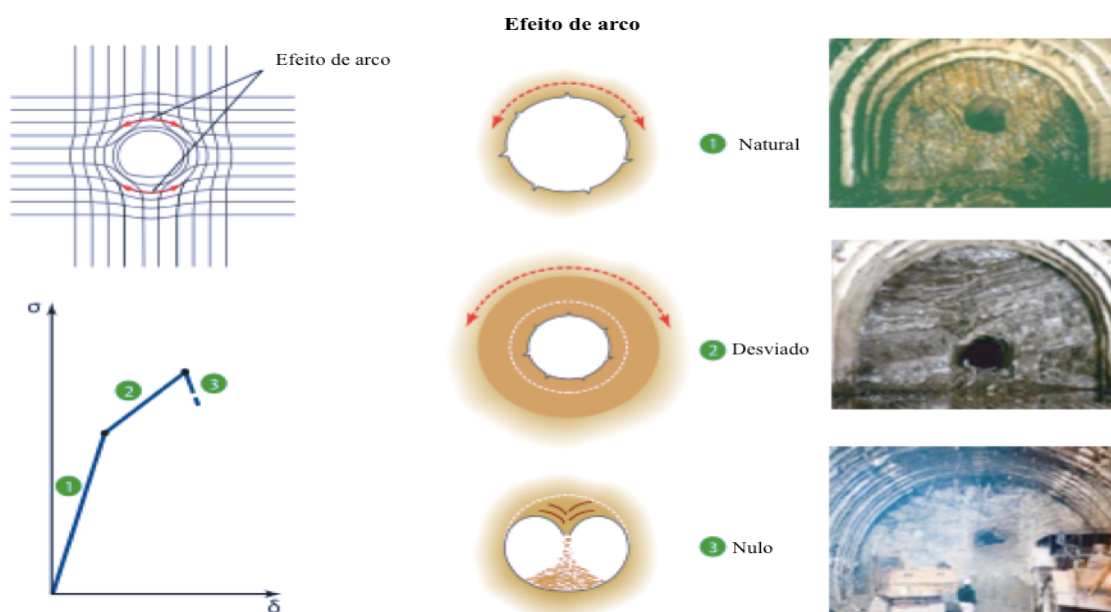 Efeito de arco
Efeito de arco
1 Natural
σ
2
3
2 Desviado
1
3 Nulo
δ